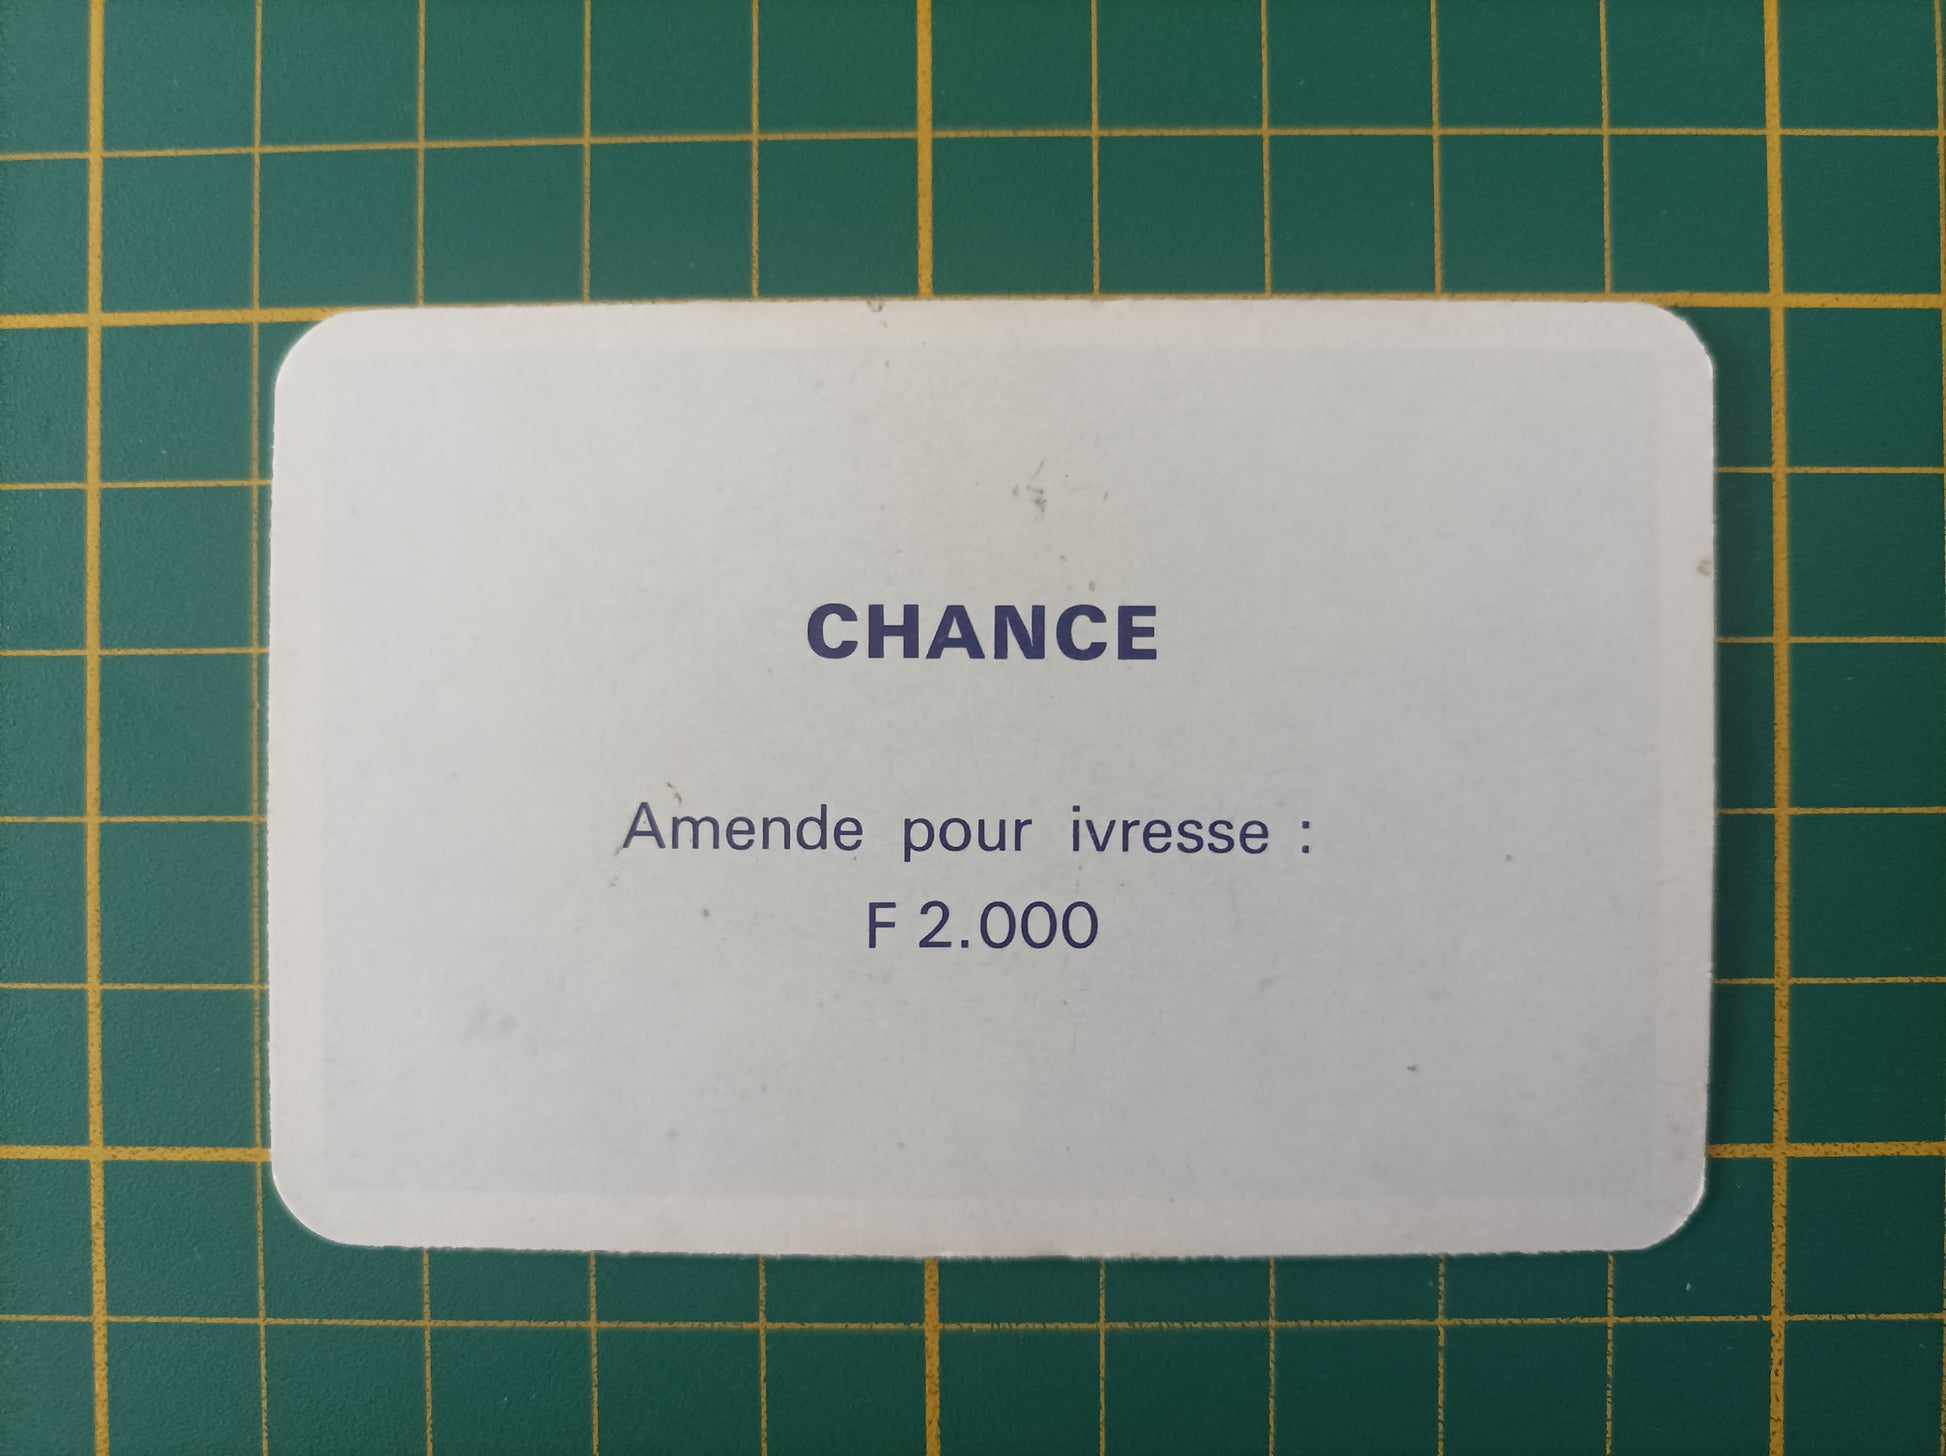 CHANCE
Amende pour ivresse :
F 2.000